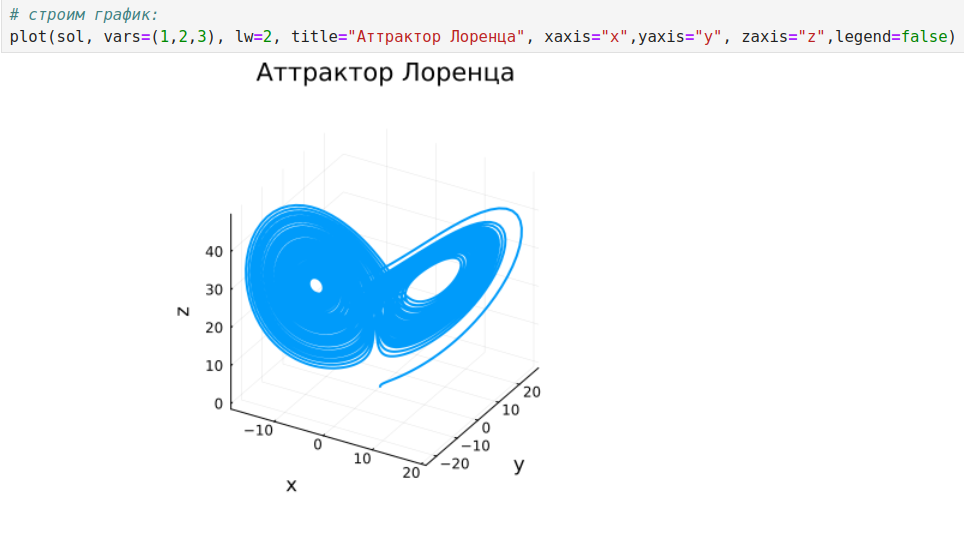 # строим график:
plot(sol, vars=(1,2,3), lw=2, title="Аттрактор Лоренца", xaxis="x",yaxis="y", zaxis="z",legend=false)
Аттрактор Лоренца
40
30
20
10
0
z
−10
0
10
20
x
−20
−10
0
10
20
y